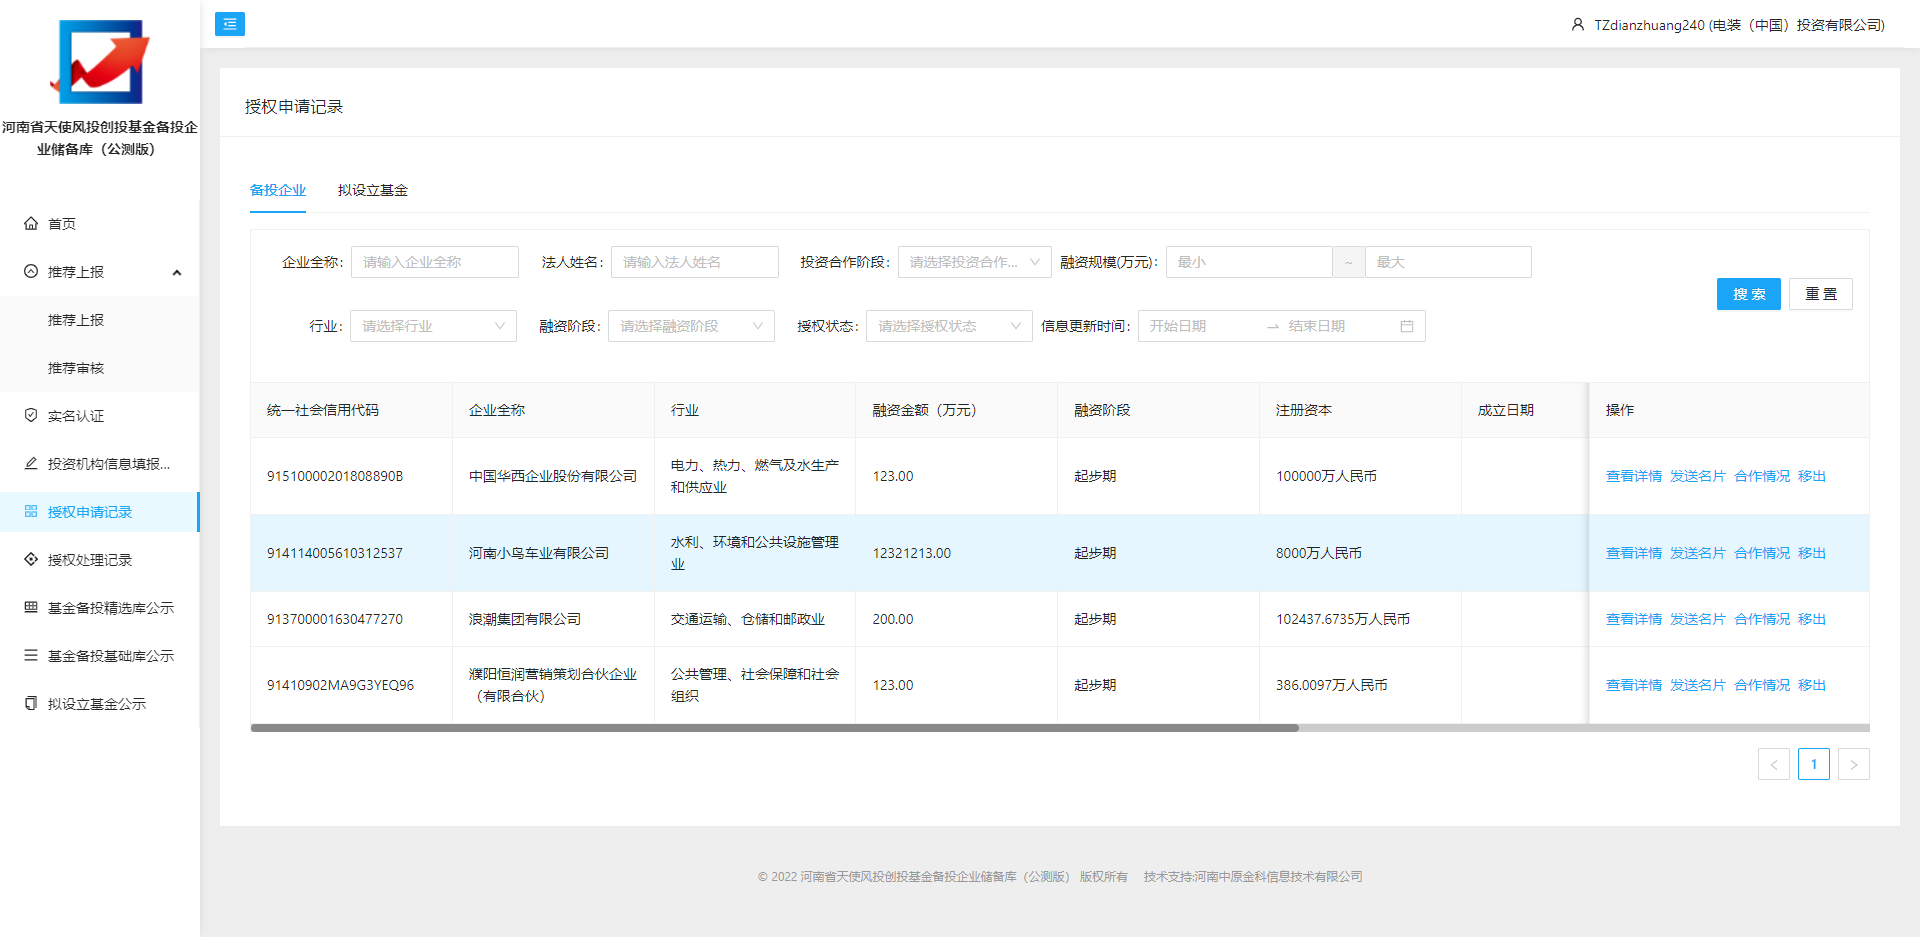 河南省天使风投创投基金备投企
业储备库（公测版）
首页
推荐上报
推荐上报
推荐审核
实名认证
投资机构信息填报...
授权申请记录
授权处理记录
基金备投精选库公示
基金备投基础库公示
拟设立基金公示
TZdianzhuang240 (电装（中国）投资有限公司)
授权申请记录
备投企业 拟设立基金
企业全称: 请输入企业全称 法人姓名: 请输入法人姓名 投资合作阶段: 请选择投资合作... 融资规模(万元): 最小 ~ 最大
搜 索 重 置
行业: 请选择行业 融资阶段: 请选择融资阶段 授权状态: 请选择授权状态 信息更新时间: 开始日期 → 结束日期
统一社会信用代码 企业全称 行业 融资金额（万元） 融资阶段 注册资本 成立日期 操作
91510000201808890B 中国华西企业股份有限公司 电力、热力、燃气及水生产
和供应业 123.00 起步期 100000万人民币 查看详情 发送名片 合作情况 移出
914114005610312537 河南小鸟车业有限公司 水利、环境和公共设施管理
业 12321213.00 起步期 8000万人民币 查看详情 发送名片 合作情况 移出
913700001630477270 浪潮集团有限公司 交通运输、仓储和邮政业 200.00 起步期 102437.6735万人民币 查看详情 发送名片 合作情况 移出
91410902MA9G3YEQ96 濮阳恒润营销策划合伙企业
（有限合伙） 公共管理、社会保障和社会
组织 123.00 起步期 386.0097万人民币 查看详情 发送名片 合作情况 移出
< 1 >
© 2022 河南省天使风投创投基金备投企业储备库（公测版） 版权所有 技术支持:河南中原金科信息技术有限公司